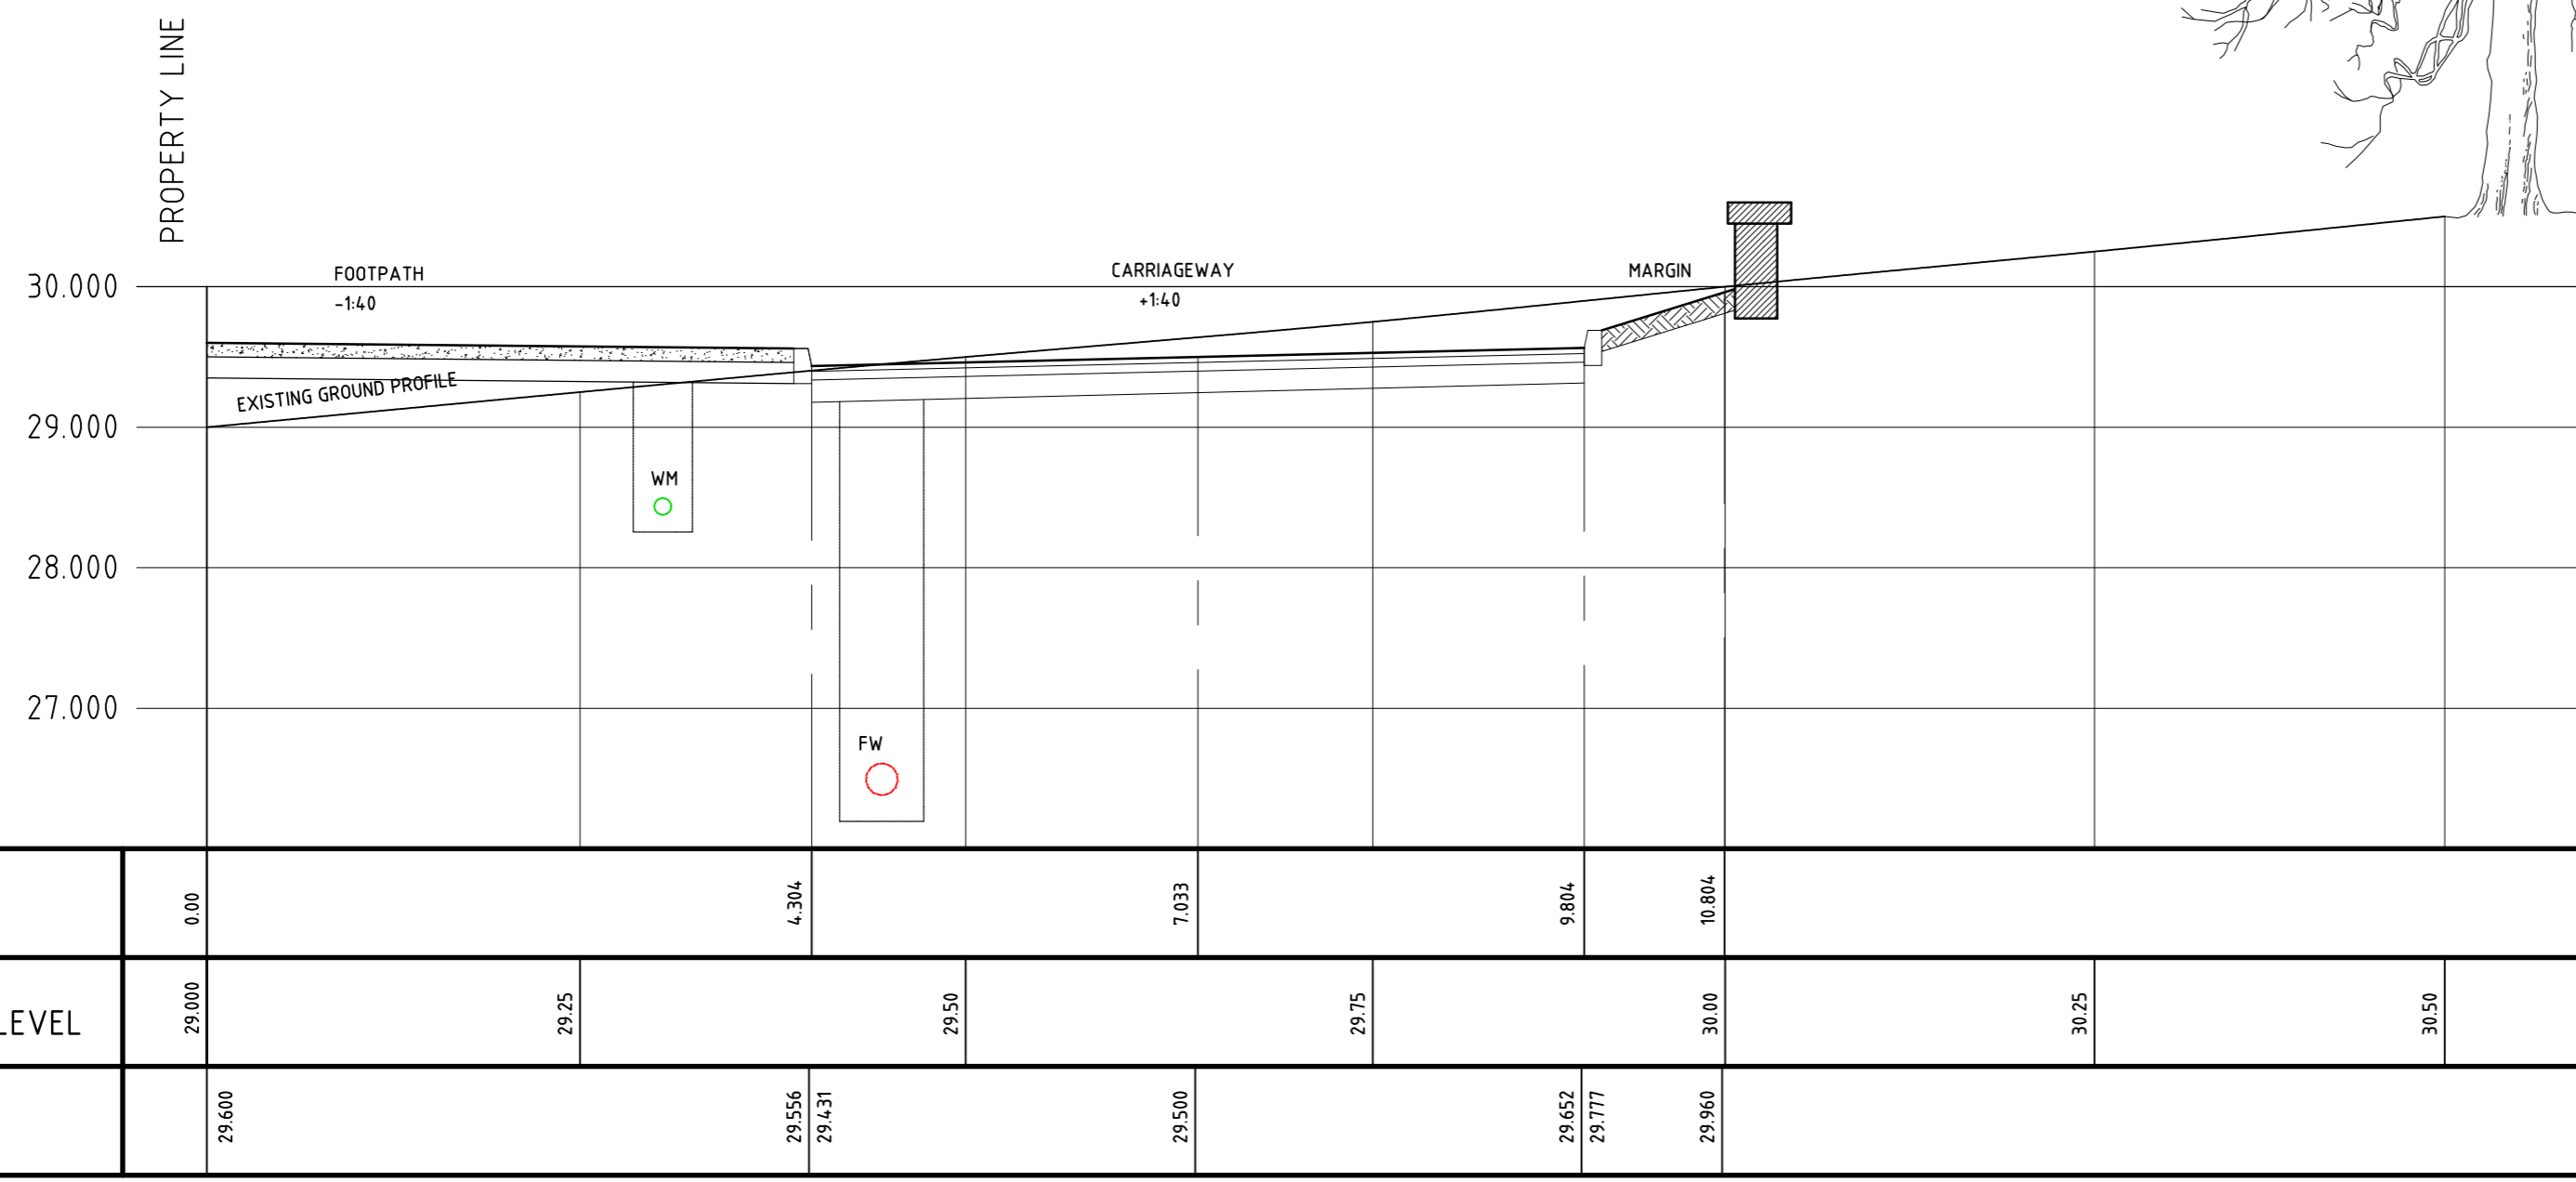 PROPERTY LINE
FOOTPATH
-1:40
CARRIAGEWAY
+1:40
MARGIN
30.000
EXISTING GROUND PROFILE
29.000
WM
28.000
27.000
FW
0.00 4.304 7.033 9.804 10.804
LEVEL 29.000 29.25 29.50 29.75 30.00 30.25 30.50
29.600 29.556 29.431 29.500 29.652 29.777 29.960